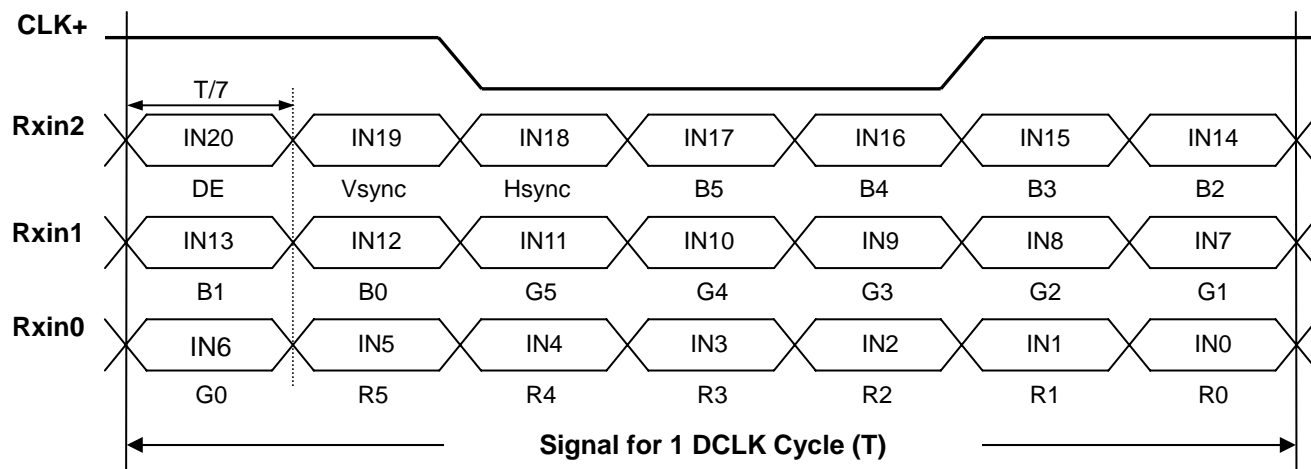 CLK+
T/7
Rxin2 IN20 IN19 IN18 IN17 IN16 IN15 IN14
DE Vsync Hsync B5 B4 B3 B2
Rxin1 IN13 IN12 IN11 IN10 IN9 IN8 IN7
B1 B0 G5 G4 G3 G2 G1
Rxin0 IN6 IN5 IN4 IN3 IN2 IN1 IN0
G0 R5 R4 R3 R2 R1 R0
Signal for 1 DCLK Cycle (T)